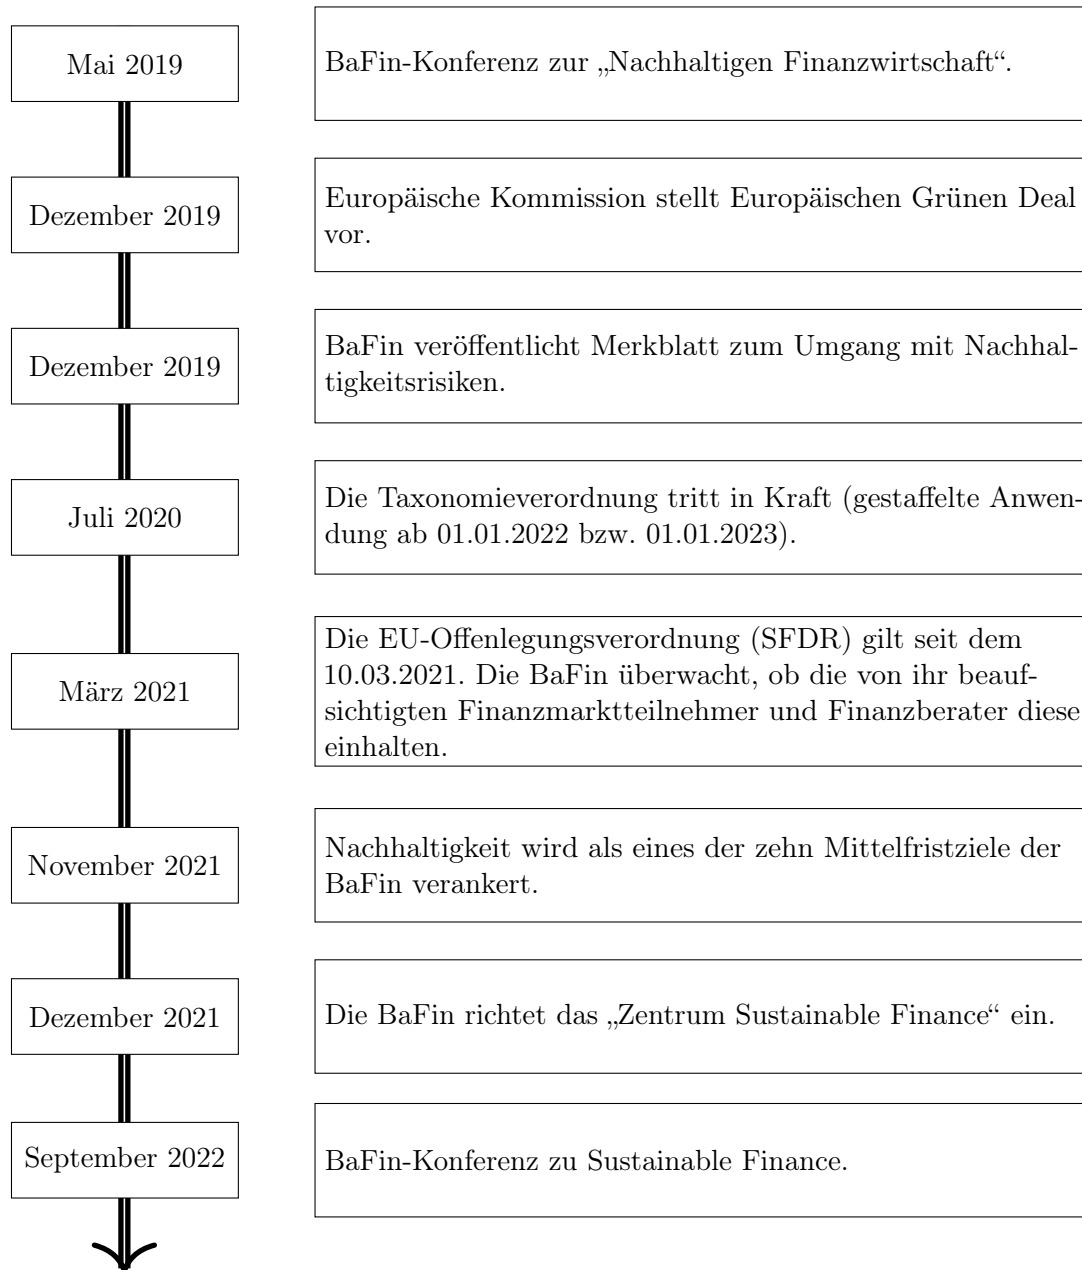 Mai 2019
BaFin-Konferenz zur „Nachhaltigen Finanzwirtschaft“.
Dezember 2019
Europäische Kommission stellt Europäischen Grünen Deal
vor.
Dezember 2019
BaFin veröffentlicht Merkblatt zum Umgang mit Nachhal-
tigkeitsrisiken.
Juli 2020
Die Taxonomieverordnung tritt in Kraft (gestaffelte Anwen-
dung ab 01.01.2022 bzw. 01.01.2023).
März 2021
Die EU-Offenlegungsverordnung (SFDR) gilt seit dem
10.03.2021. Die BaFin überwacht, ob die von ihr beauf-
sichtigten Finanzmarktteilnehmer und Finanzberater diese
einhalten.
November 2021
Nachhaltigkeit wird als eines der zehn Mittelfristziele der
BaFin verankert.
Dezember 2021
Die BaFin richtet das „Zentrum Sustainable Finance“ ein.
September 2022
BaFin-Konferenz zu Sustainable Finance.